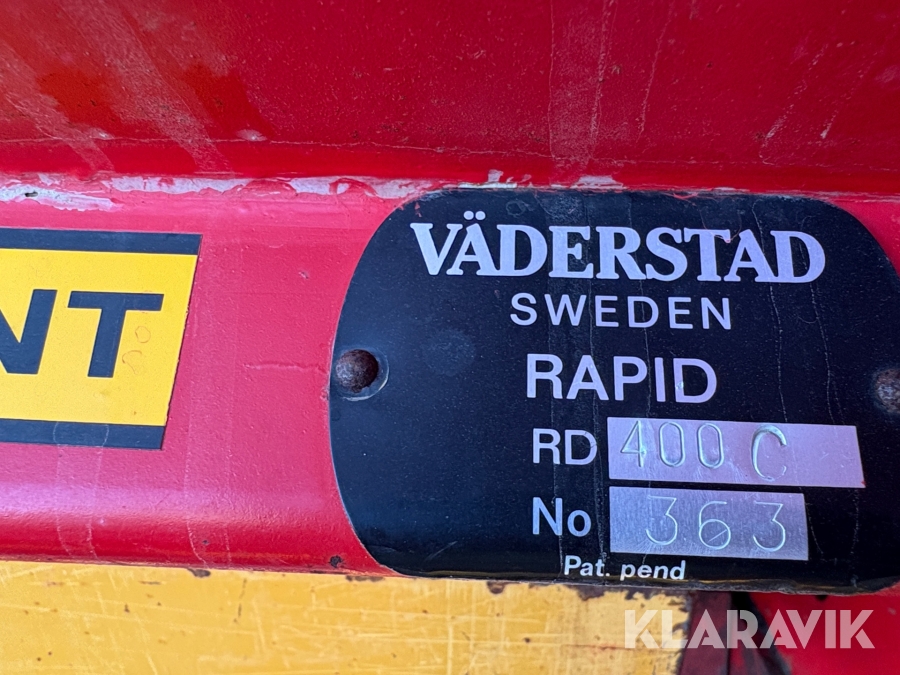 NT
VÄDERSTAD
SWEDEN
RAPID
RD 400 C
No 363
Pat. pend
KLARAVIK